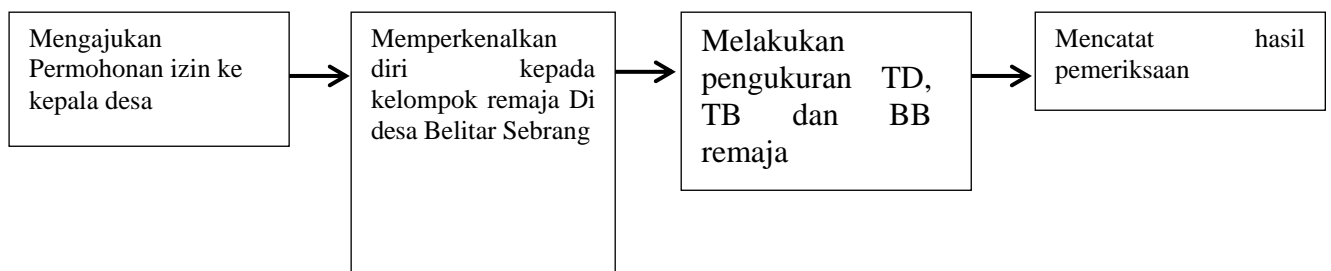 Mengajukan
Permohonan izin ke
kepala desa
Memperkenalkan
diri kepada
kelompok remaja Di
desa Belitar Sebrang
Melakukan
pengukuran TD,
TB dan BB
remaja
Mencatat hasil
pemeriksaan